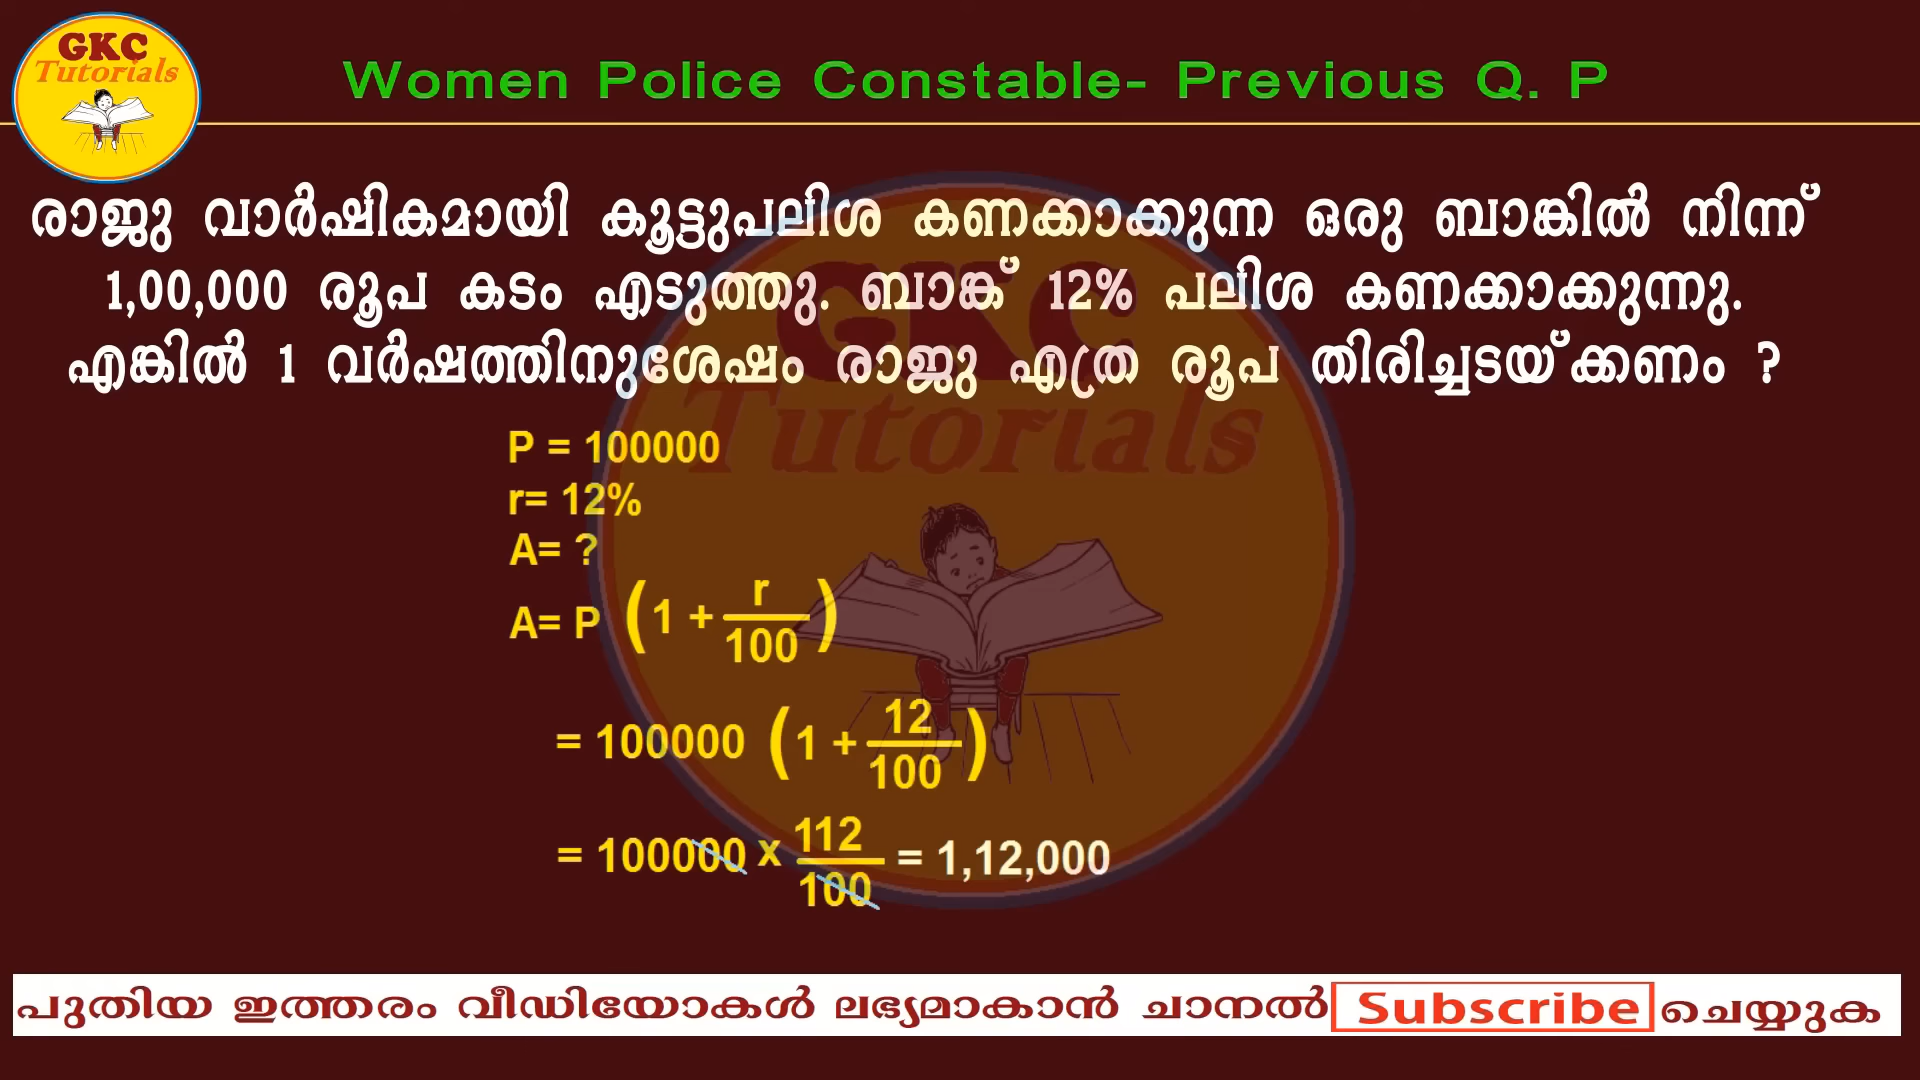 GKC
Tutorials
Women Police Constable- Previous Q. P
രാജു വാർഷികമായി കൂട്ടുപലിശ കണക്കാക്കുന്ന ഒരു ബാങ്കിൽ നിന്ന്
1,00,000 രൂപ കടം എടുത്തു. ബാങ്ക് 12% പലിശ കണക്കാക്കുന്നു.
എങ്കിൽ 1 വർഷത്തിനുശേഷം രാജു എത്ര രൂപ തിരിച്ചടയ്ക്കണം ?
GKC
Tutorials
P = 100000
r= 12%
A= ?
A= P (1 + r/100)
= 100000 (1 + 12/100)
= 100000 x 112/100 = 1,12,000
പുതിയ ഇത്തരം വീഡിയോകൾ ലഭ്യമാകാൻ ചാനൽ Subscribe ചെയ്യുക